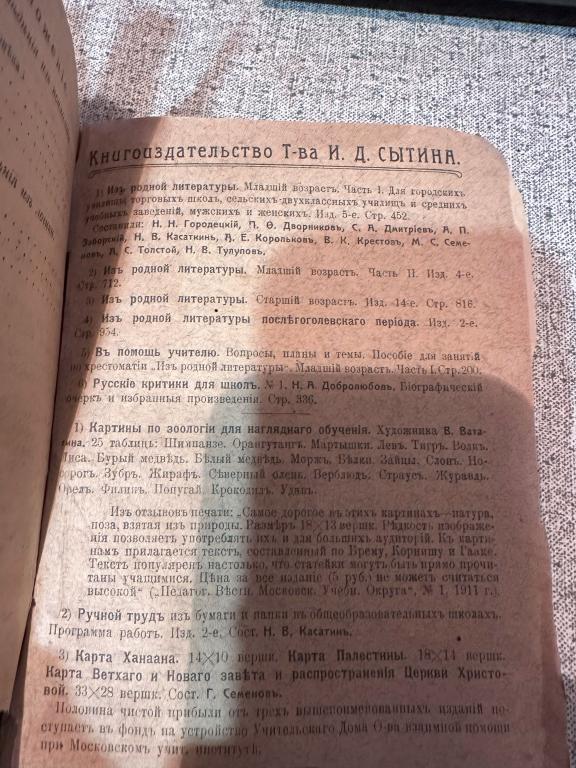 Книгоиздательство Т-ва И. Д. СЫТИНА.
1) Изъ родной литературы. Младшій возрастъ. Часть I. Для городскихъ
училищъ, торговыхъ школъ, сельскихъ двухклассныхъ училищъ и среднихъ
учебныхъ заведеній, мужскихъ и женскихъ. Изд. 5-е. Стр. 452.
Составили: Н. Н. Городецкій, П. Ѳ. Дворниковъ, С. А. Дмитріевъ, А. П.
Заборскій, Н. В. Касаткинъ, А. Е. Корольковъ, В. К. Крестовъ, М. С. Семе-
новъ, А. С. Толстой, Н. В. Тулуповъ.
2) Изъ родной литературы. Младшій возрастъ. Часть II. Изд. 4-е.
Стр. 712.
3) Изъ родной литературы. Старшій возрастъ. Изд. 14-е. Стр. 816.
4) Изъ родной литературы послѣгоголевскаго періода. Изд. 2-е.
Стр. 954.
5) Въ помощь учителю. Вопросы, планы и темы. Пособіе для занятій
по хрестоматіи „Изъ родной литературы“. Младшій возрастъ. Часть I. Стр. 200.
6) Русскіе критики для школъ. № 1. Н. А. Добролюбовъ. Біографическій
очеркъ и избранныя произведенія. Стр. 336.
1) Картины по зоологіи для нагляднаго обученія. Художника В. Вата-
гина. 25 таблицъ: Шимпанзе. Орангутангъ. Мартышки. Левъ. Тигръ. Волкъ.
Лиса. Бурый медвѣдь. Бѣлый медвѣдь. Моржъ. Бѣлки. Зайцы. Слонъ. Но-
сорогъ. Зубръ. Жирафъ. Сѣверный олень. Верблюдъ. Страусъ. Журавль.
Орелъ. Филинъ. Попугай. Крокодилъ. Удавъ.
Изъ отзывовъ печати: „Самое дорогое въ этихъ картинахъ—натура,
поза, взятая изъ природы. Размѣръ 18×13 вершк. Рѣдкость изображе-
нія позволяетъ употреблять ихъ и для большихъ аудиторій. Къ карти-
намъ прилагается текстъ, составленный по Брему, Корнишу и Гааке.
Текстъ популяренъ настолько, что статейки могутъ быть прямо прочи-
таны учащимися. Цѣна за все изданіе (5 руб.) не можетъ считаться
высокой“ („Педагог. Вѣстн. Московск. Учебн. Округа“, № 1, 1911 г.).
2) Ручной трудъ изъ бумаги и папки въ общеобразовательныхъ школахъ.
Программа работъ. Изд. 2-е. Сост. Н. В. Касаткинъ.
3) Карта Ханаана. 14×10 вершк. Карта Палестины. 18×14 вершк.
Карта Ветхаго и Новаго завѣта и распространенія Церкви Христо-
вой. 33×28 вершк. Сост. Г. Семеновъ.
Половина чистой прибыли отъ трехъ вышепоименованныхъ изданій по-
ступаетъ въ фондъ на устройство Учительскаго Дома О-ва взаимной помощи
при Московскомъ учит. институтѣ.